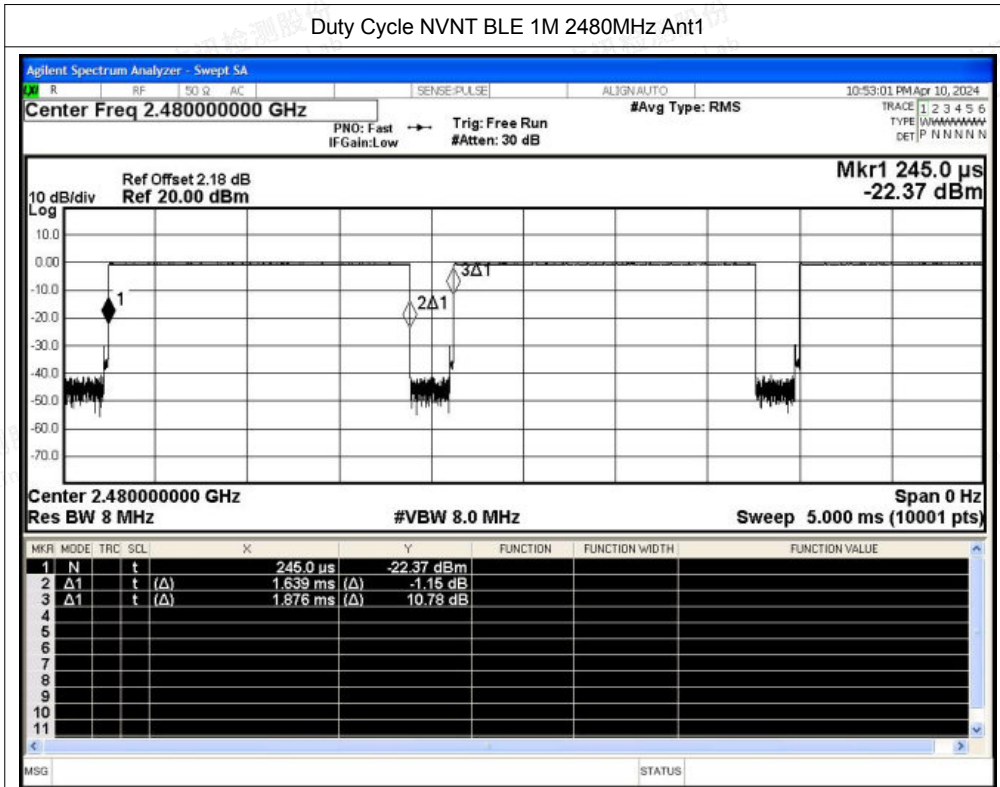 Duty Cycle NVNT BLE 1M 2480MHz Ant1
Agilent Spectrum Analyzer - Swept SA
R RF 50 Ω AC SENSE:PULSE ALIGN AUTO 10:53:01 PM Apr 10, 2024
Center Freq 2.480000000 GHz #Avg Type: RMS TRACE 1 2 3 4 5 6
PNO: Fast Trig: Free Run TYPE WWWWWW
IFGain:Low #Atten: 30 dB DET P N N N N N
Mkr1 245.0 µs
-22.37 dBm
Ref Offset 2.18 dB
10 dB/div Ref 20.00 dBm
Log
10.0
0.00
3Δ1
-10.0
1
2Δ1
-20.0
-30.0
-40.0
-50.0
-60.0
-70.0
Center 2.480000000 GHz Span 0 Hz
Res BW 8 MHz #VBW 8.0 MHz Sweep 5.000 ms (10001 pts)
MKR MODE TRC SCL X Y FUNCTION FUNCTION WIDTH FUNCTION VALUE
1 N t 245.0 µs -22.37 dBm
2 Δ1 t (Δ) 1.639 ms (Δ) -1.15 dB
3 Δ1 t (Δ) 1.876 ms (Δ) 10.78 dB
4
5
6
7
8
9
10
11
MSG STATUS